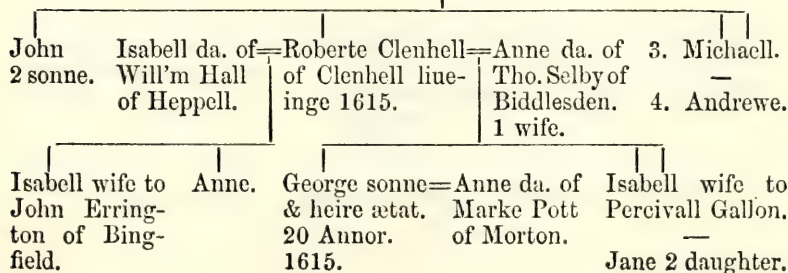 John
2 sonne.
Isabell da. of
Will'm Hall
of Heppell.
=Roberte Clenhell=
of Clenhell liue-
inge 1615.
Anne da. of
Tho. Selby of
Biddlesden.
1 wife.
3. Michaell.
—
4. Andrewe.
Isabell wife to
John Erring-
ton of Bing-
field.
Anne.
George sonne=
& heire ætat.
20 Annor.
1615.
Anne da. of
Marke Pott
of Morton.
Isabell wife to
Percivall Gallon.
—
Jane 2 daughter.